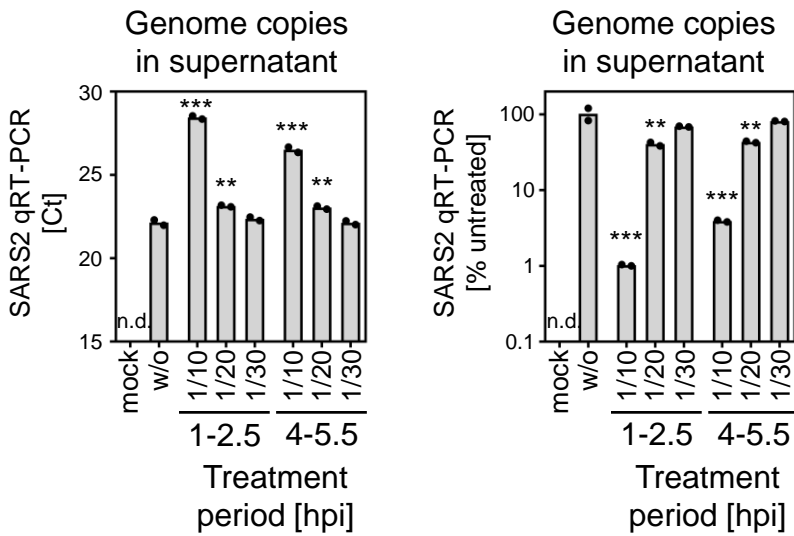 Genome copies
in supernatant
SARS2 qRT-PCR
[Ct]
30
25
20
15
n.d.
***
**
***
**
mock
w/o
1/10
1/20
1/30
1/10
1/20
1/30
1-2.5
4-5.5
Treatment
period [hpi]
Genome copies
in supernatant
SARS2 qRT-PCR
[% untreated]
100
10
1
0.1
n.d.
***
**
***
**
mock
w/o
1/10
1/20
1/30
1/10
1/20
1/30
1-2.5
4-5.5
Treatment
period [hpi]